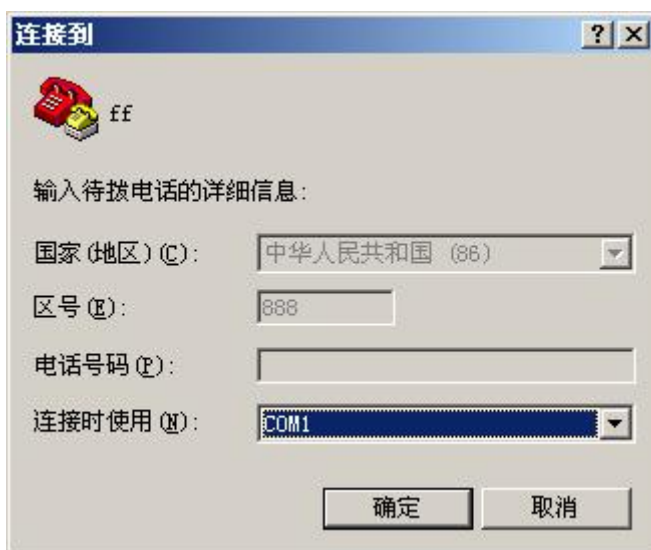 连接到
ff
输入待拨电话的详细信息:
国家(地区)(C): 中华人民共和国 (86)
区号(E): 888
电话号码(P):
连接时使用(N): COM1
确定 取消